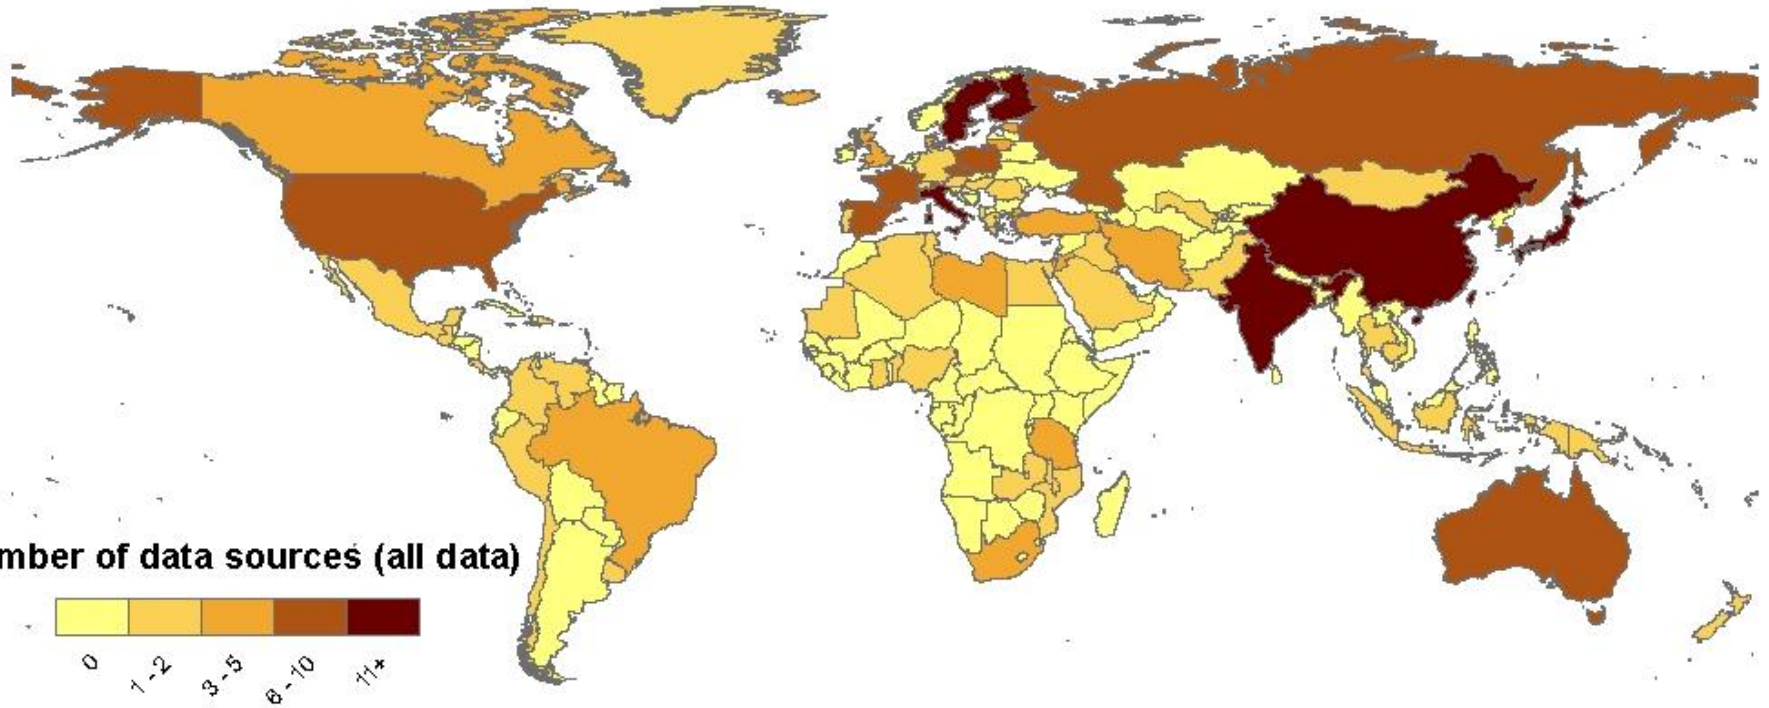 mber of data sources (all data)
0
1 - 2
3 - 5
6 - 10
11+